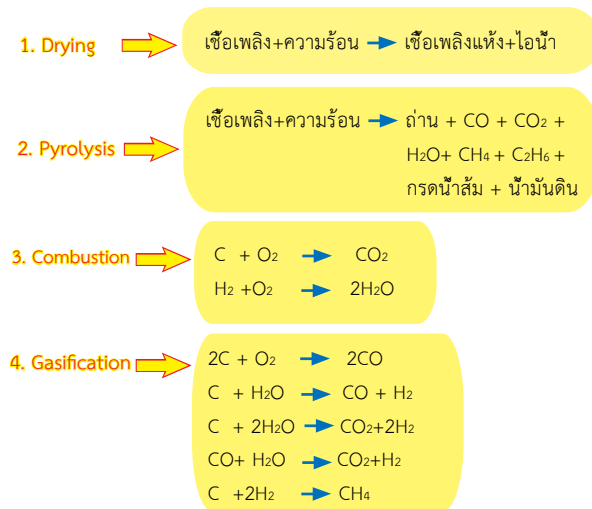 1. Drying
เชื้อเพลิง+ความร้อน → เชื้อเพลิงแห้ง+ไอน้ำ
2. Pyrolysis
เชื้อเพลิง+ความร้อน → ถ่าน + CO + CO₂ +
H₂O+ CH₄ + C₂H₆ +
กรดน้ำส้ม + น้ำมันดิน
3. Combustion
C + O₂ → CO₂
H₂ +O₂ → 2H₂O
4. Gasification
2C + O₂ → 2CO
C + H₂O → CO + H₂
C + 2H₂O → CO₂+2H₂
CO+ H₂O → CO₂+H₂
C +2H₂ → CH₄